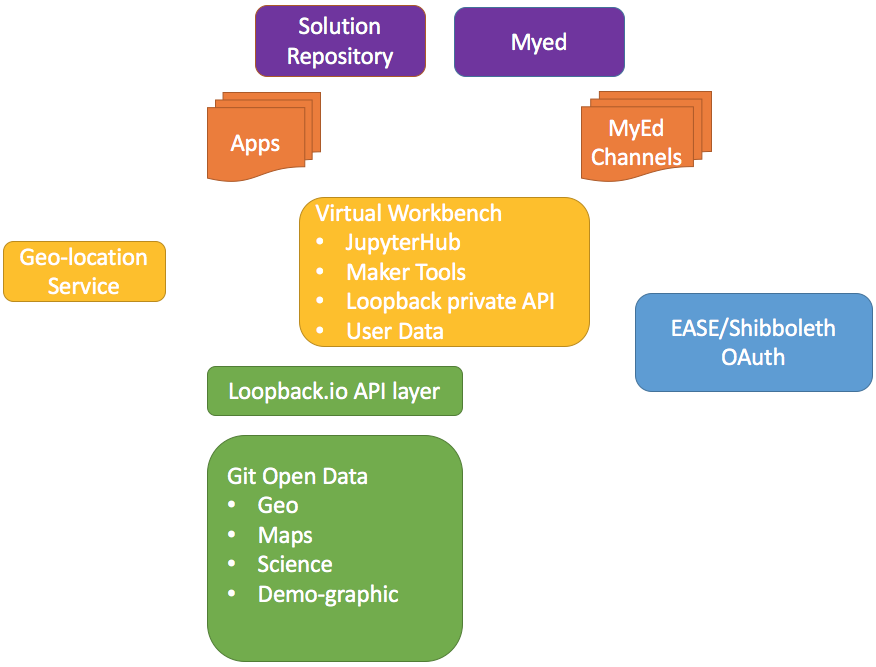 Solution
Repository
Myed
Apps
MyEd
Channels
Virtual Workbench
• JupyterHub
• Maker Tools
• Loopback private API
• User Data
Geo-location
Service
EASE/Shibboleth
OAuth
Loopback.io API layer
Git Open Data
• Geo
• Maps
• Science
• Demo-graphic